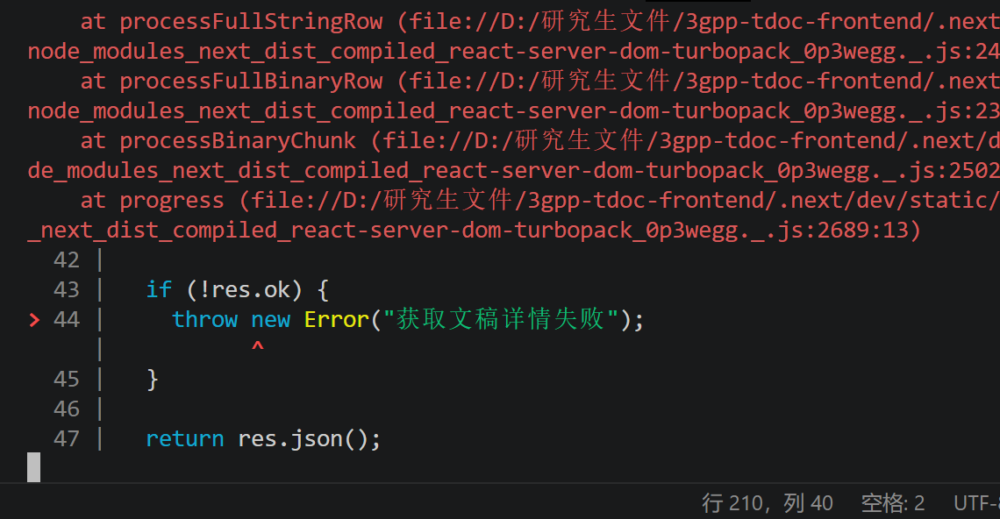 at processFullStringRow (file://D:/研究生文件/3gpp-tdoc-frontend/.next
node_modules_next_dist_compiled_react-server-dom-turbopack_0p3wegg._.js:24
at processFullBinaryRow (file://D:/研究生文件/3gpp-tdoc-frontend/.next
node_modules_next_dist_compiled_react-server-dom-turbopack_0p3wegg._.js:23
at processBinaryChunk (file://D:/研究生文件/3gpp-tdoc-frontend/.next/d
de_modules_next_dist_compiled_react-server-dom-turbopack_0p3wegg._.js:2502
at progress (file://D:/研究生文件/3gpp-tdoc-frontend/.next/dev/static/
_next_dist_compiled_react-server-dom-turbopack_0p3wegg._.js:2689:13)
42 |
43 |   if (!res.ok) {
> 44 |     throw new Error("获取文稿详情失败");
|           ^
45 |   }
46 |
47 |   return res.json();
行 210，列 40 空格: 2 UTF-8